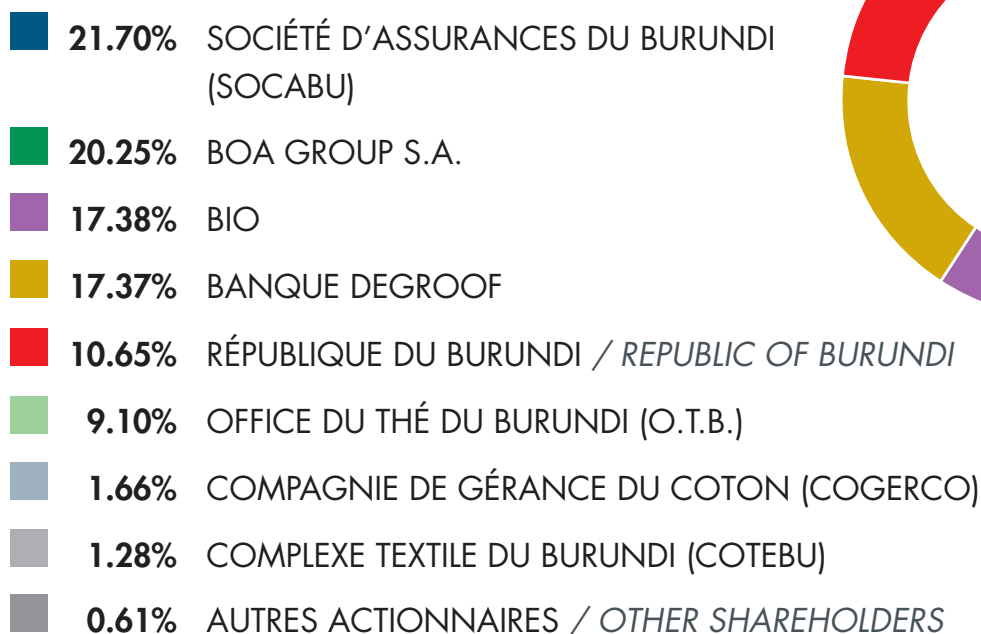 21.70% SOCIÉTÉ D’ASSURANCES DU BURUNDI
(SOCABU)
20.25% BOA GROUP S.A.
17.38% BIO
17.37% BANQUE DEGROOF
10.65% RÉPUBLIQUE DU BURUNDI / REPUBLIC OF BURUNDI
9.10% OFFICE DU THÉ DU BURUNDI (O.T.B.)
1.66% COMPAGNIE DE GÉRANCE DU COTON (COGERCO)
1.28% COMPLEXE TEXTILE DU BURUNDI (COTEBU)
0.61% AUTRES ACTIONNAIRES / OTHER SHAREHOLDERS